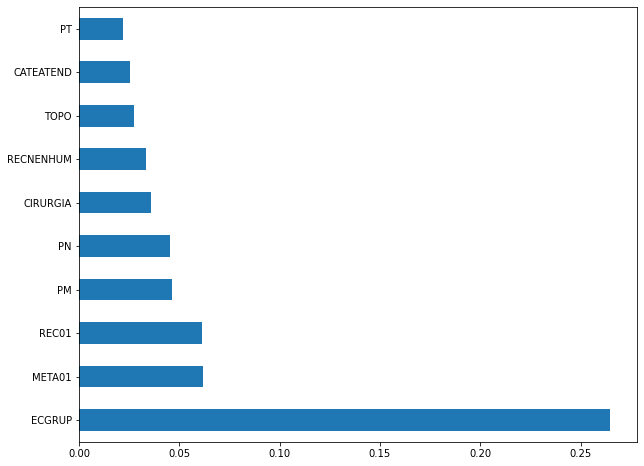 PT
CATEATEND
TOPO
RECNENHUM
CIRURGIA
PN
PM
REC01
META01
ECGRUP
0.00 0.05 0.10 0.15 0.20 0.25